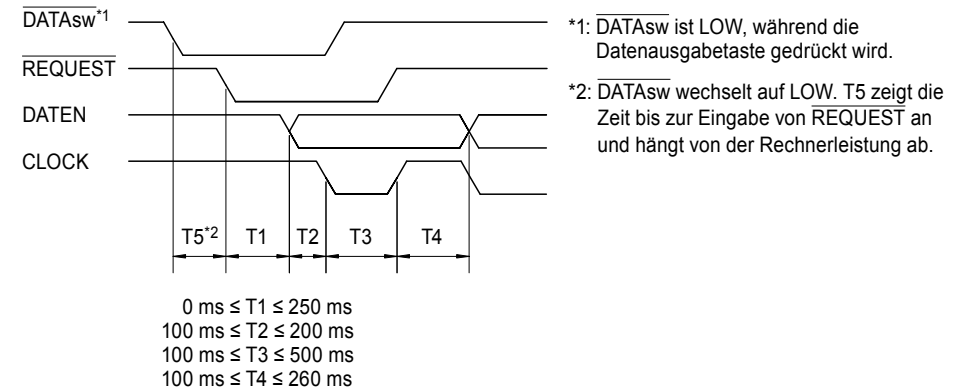 DATAsw*1
REQUEST
DATEN
CLOCK
T5*2 T1 T2 T3 T4
0 ms ≤ T1 ≤ 250 ms
100 ms ≤ T2 ≤ 200 ms
100 ms ≤ T3 ≤ 500 ms
100 ms ≤ T4 ≤ 260 ms
*1: DATAsw ist LOW, während die
Datenausgabetaste gedrückt wird.
*2: DATAsw wechselt auf LOW. T5 zeigt die
Zeit bis zur Eingabe von REQUEST an
und hängt von der Rechnerleistung ab.